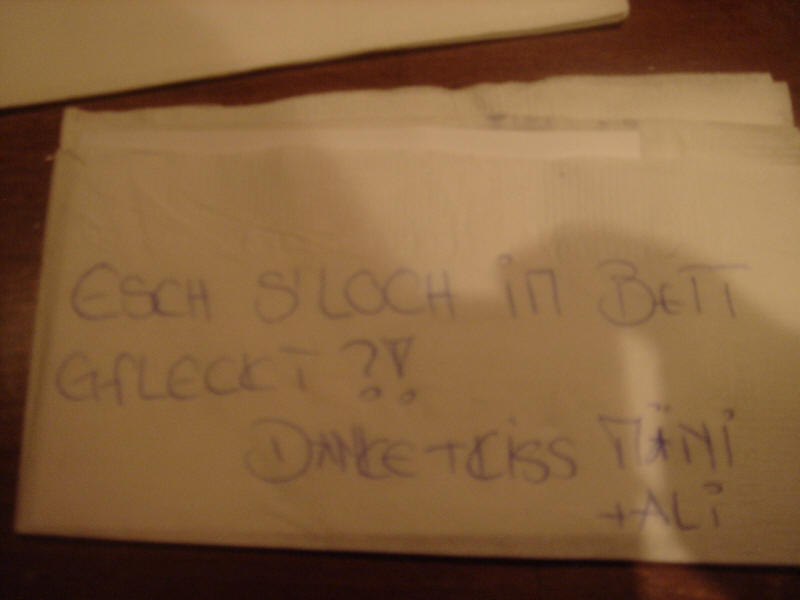 ESCH S'LOCH iM BETT
GfLECKT ?!
DANKE + KiSS MÄNi
+ ALi